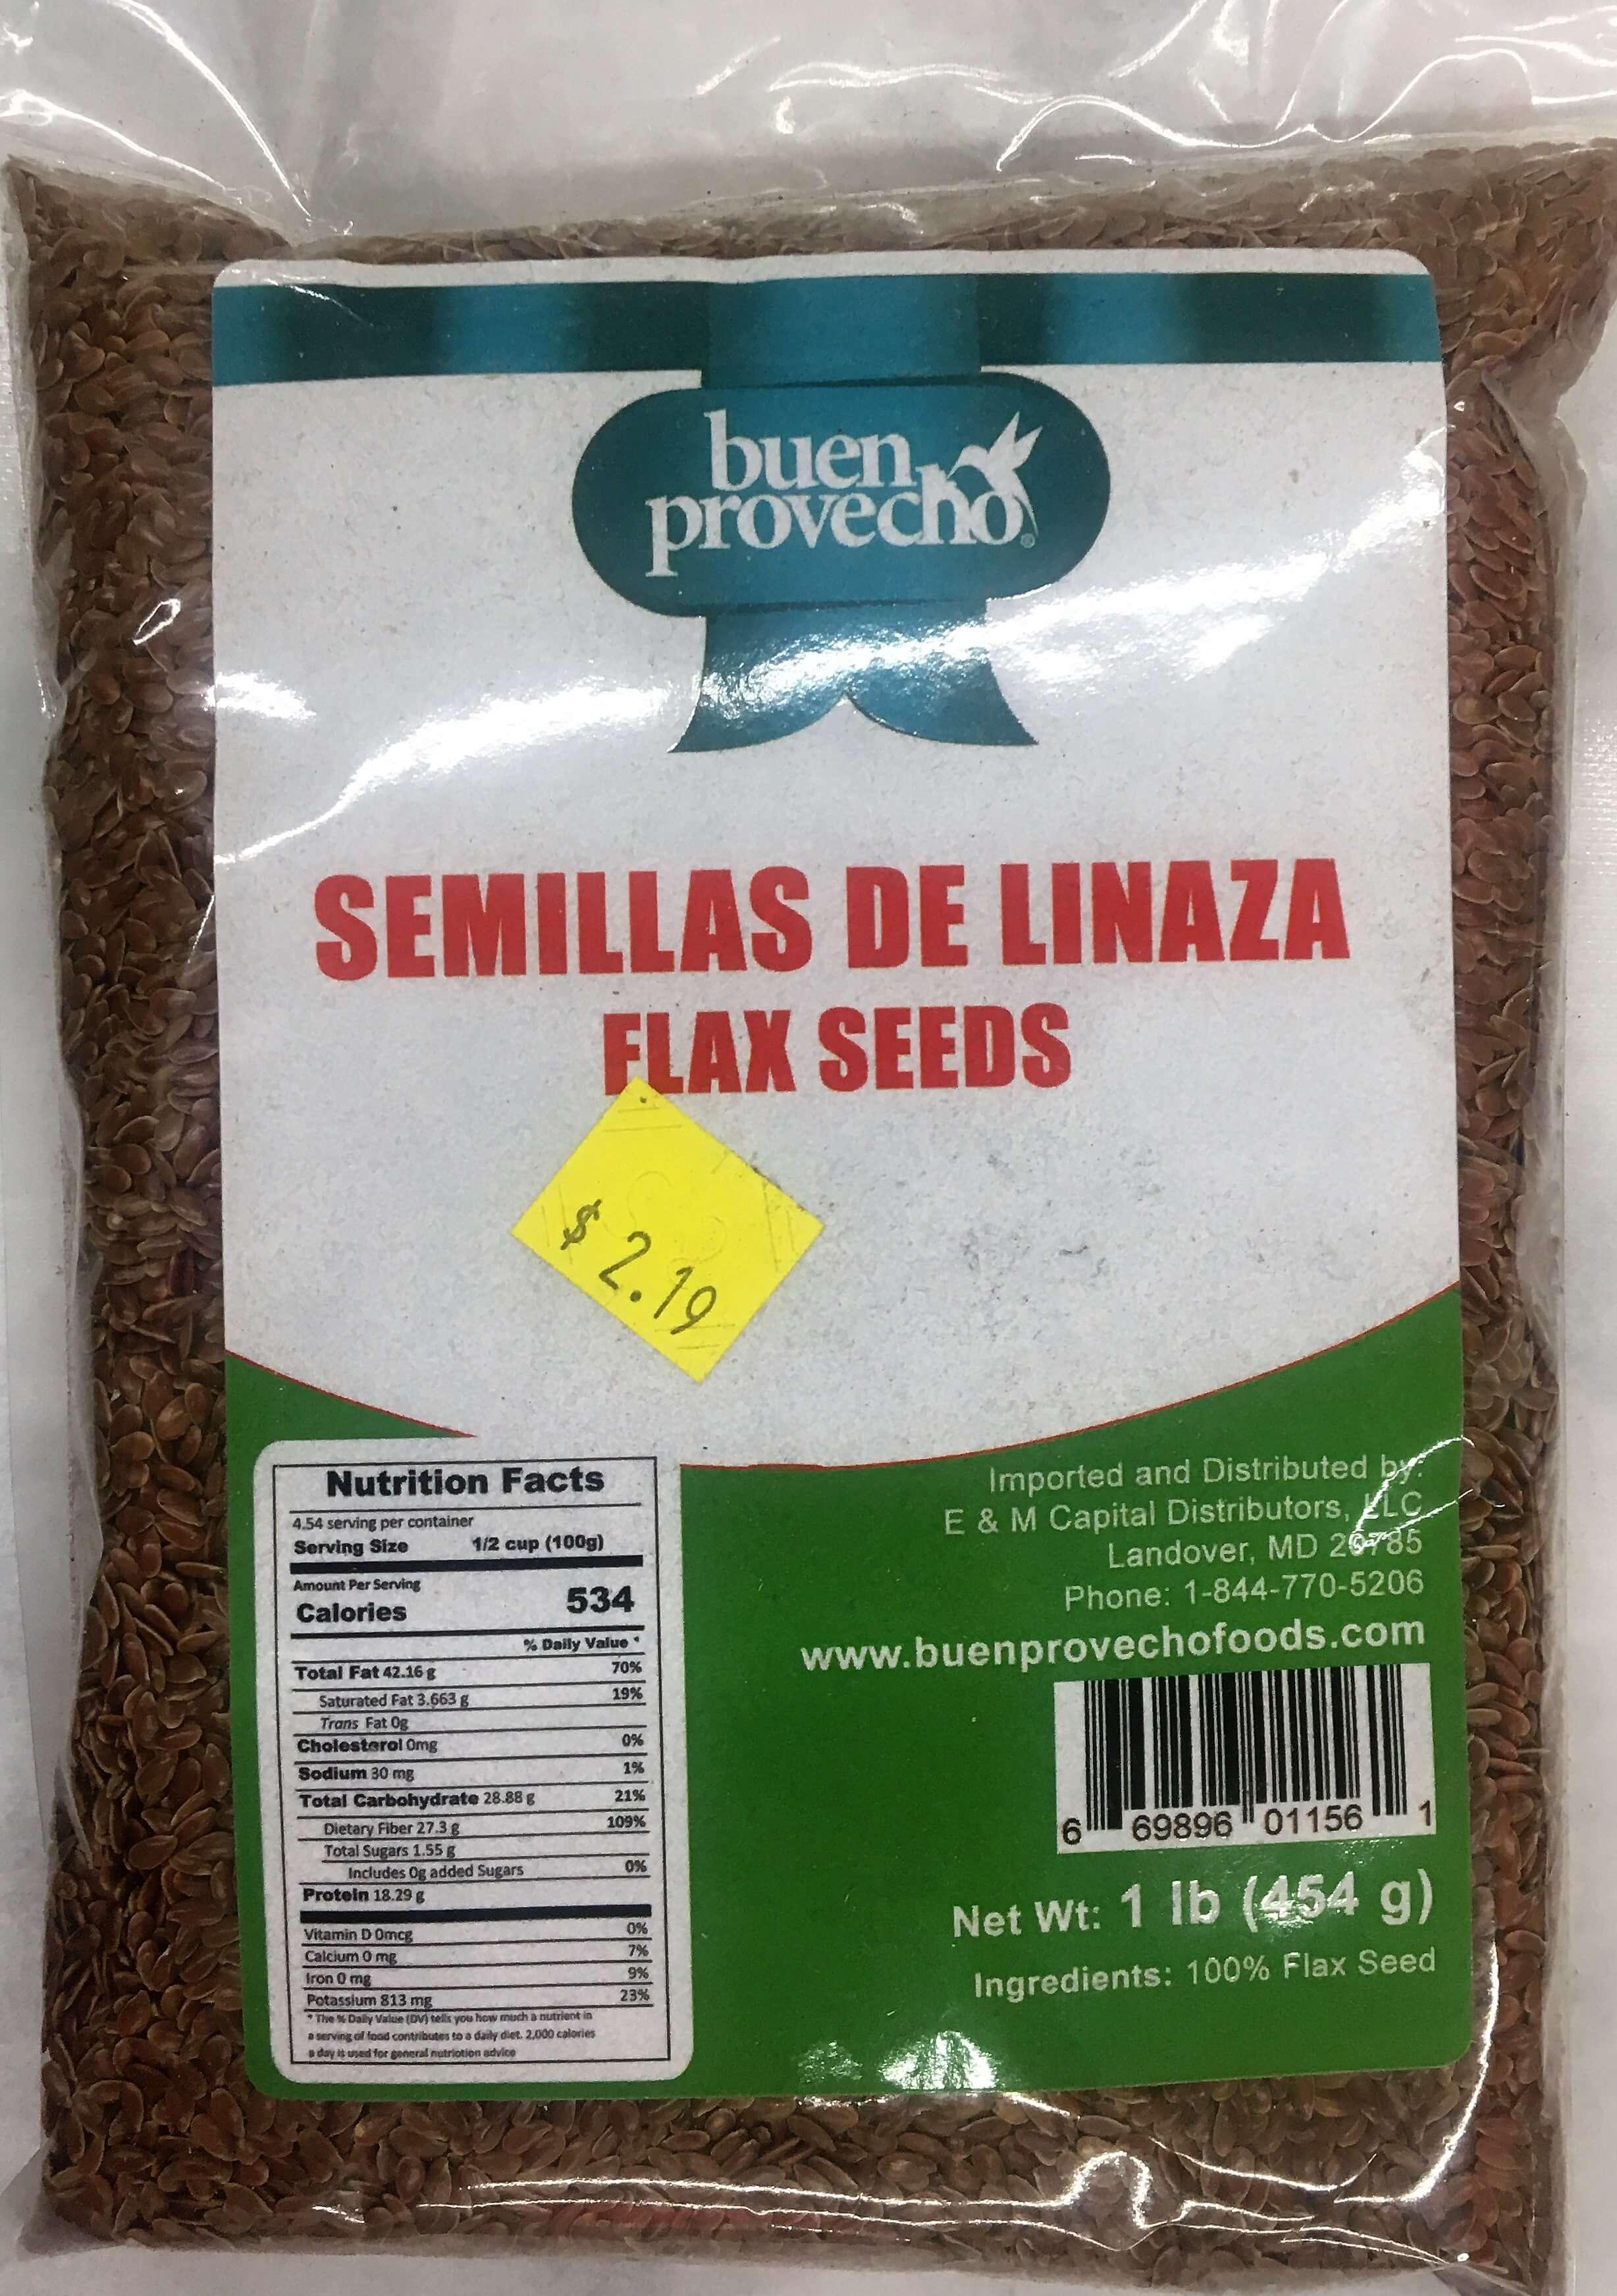 buen
provecho®
SEMILLAS DE LINAZA
FLAX SEEDS
$ 2.19
Nutrition Facts
4.54 serving per container
Serving Size 1/2 cup (100g)
Amount Per Serving
Calories 534
% Daily Value *
Total Fat 42.16 g 70%
Saturated Fat 3.663 g 19%
Trans Fat 0g
Cholesterol 0mg 0%
Sodium 30 mg 1%
Total Carbohydrate 28.88 g 21%
Dietary Fiber 27.3 g 109%
Total Sugars 1.55 g
Includes 0g added Sugars 0%
Protein 18.29 g
Vitamin D 0mcg 0%
Calcium 0 mg 7%
Iron 0 mg 9%
Potassium 813 mg 23%
* The % Daily Value (DV) tells you how much a nutrient in
a serving of food contributes to a daily diet. 2,000 calories
a day is used for general nutriotion advice
Imported and Distributed by:
E & M Capital Distributors, LLC
Landover, MD 20785
Phone: 1-844-770-5206
www.buenprovechofoods.com
6 69896 01156 1
Net Wt: 1 lb (454 g)
Ingredients: 100% Flax Seed